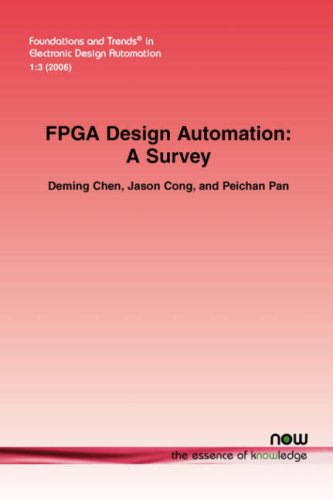 Foundations and Trends® in
Electronic Design Automation
1:3 (2006)
FPGA Design Automation:
A Survey
Deming Chen, Jason Cong, and Peichan Pan
now
the essence of knowledge